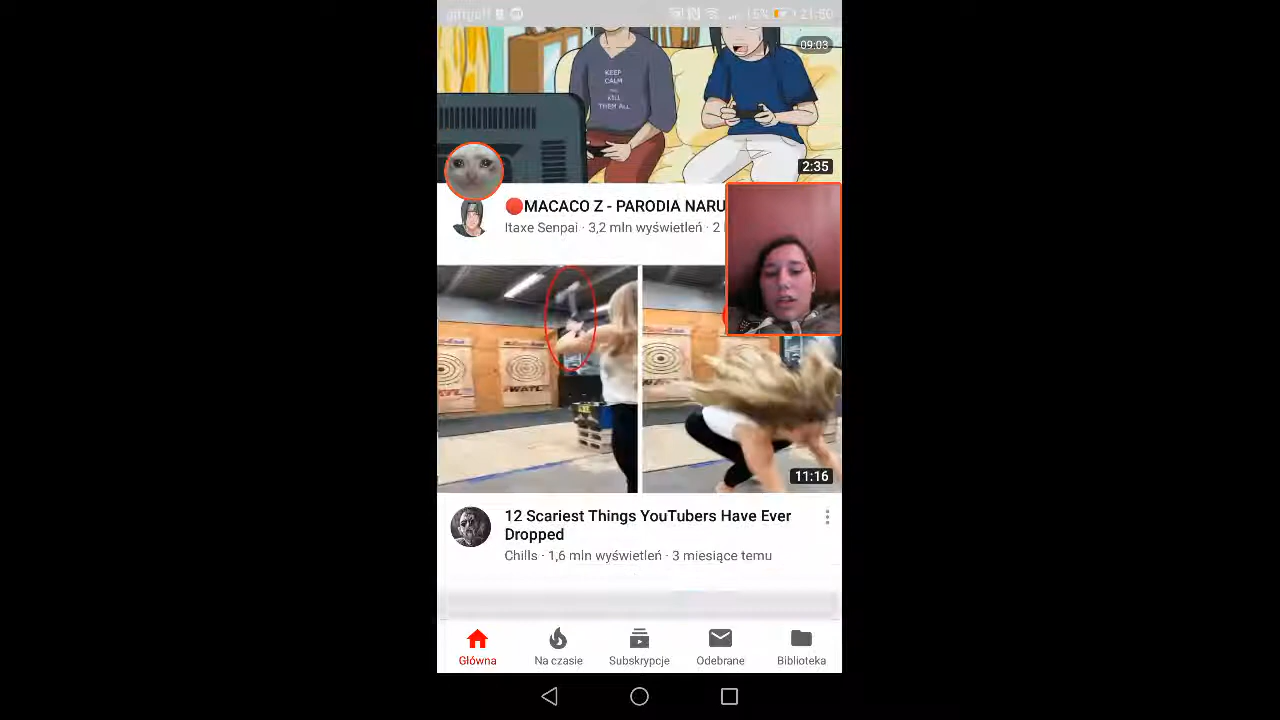 21:50
09:03
KEEP
CALM
KILL
THEM ALL
2:35
MACACO Z - PARODIA NARU
Itaxe Senpai · 3,2 mln wyświetleń · 2
WATL
11:16
12 Scariest Things YouTubers Have Ever
Dropped
Chills · 1,6 mln wyświetleń · 3 miesiące temu
Główna
Na czasie
Subskrypcje
Odebrane
Biblioteka